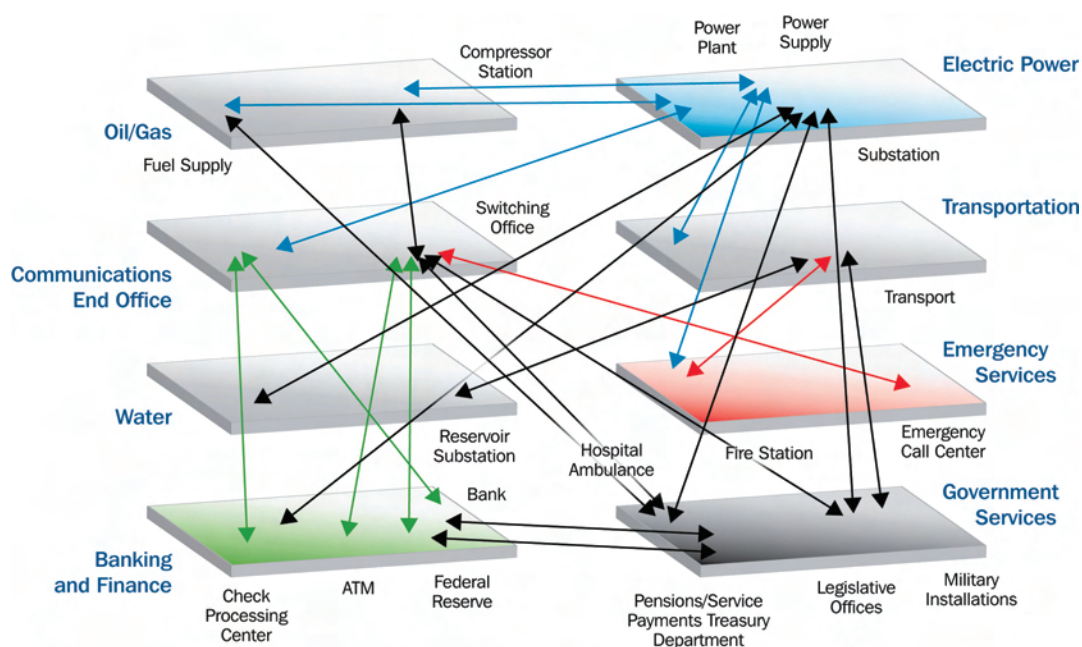 Power
Plant
Power
Supply
Compressor
Station
Electric Power
Oil/Gas
Fuel Supply
Substation
Switching
Office
Transportation
Communications
End Office
Transport
Emergency
Services
Water
Reservoir
Substation
Hospital
Ambulance
Fire Station
Emergency
Call Center
Bank
Government
Services
Banking
and Finance
Check
Processing
Center
ATM
Federal
Reserve
Pensions/Service
Payments Treasury
Department
Legislative
Offices
Military
Installations